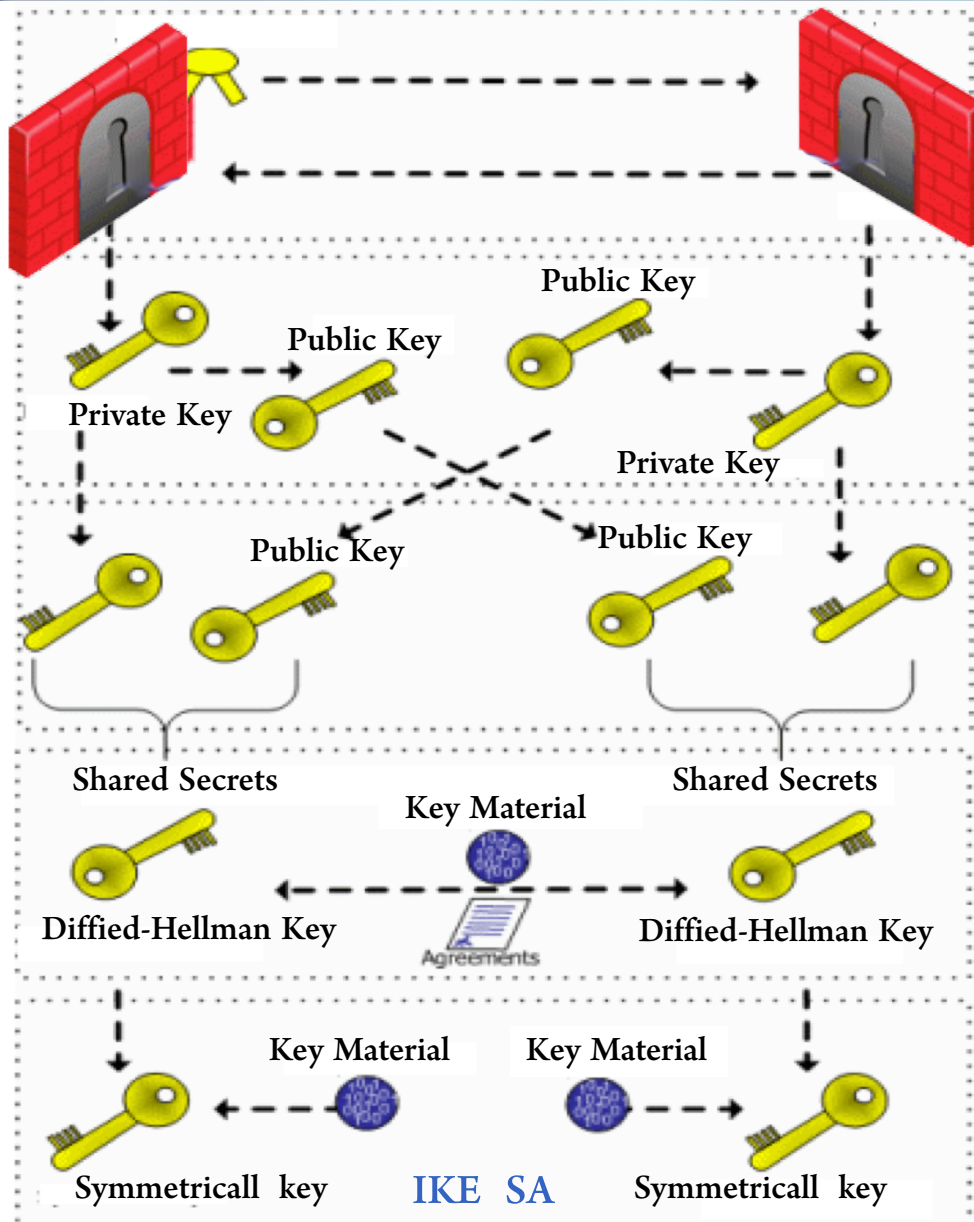 Public Key
Public Key
Private Key
Private Key
Public Key
Public Key
Shared Secrets
Shared Secrets
Key Material
Diffied-Hellman Key
Diffied-Hellman Key
Agreements
Key Material
Key Material
Symmetricall key
IKE SA
Symmetricall key